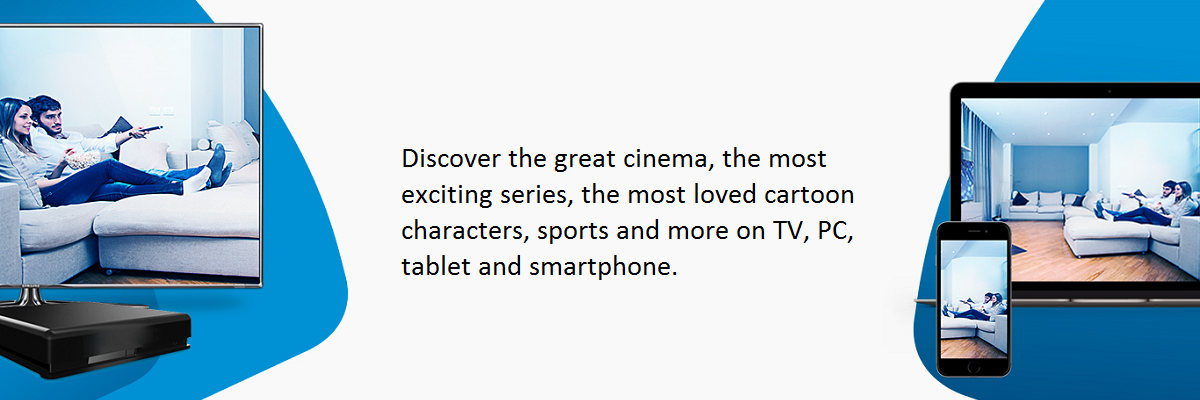 Discover the great cinema, the most
exciting series, the most loved cartoon
characters, sports and more on TV, PC,
tablet and smartphone.